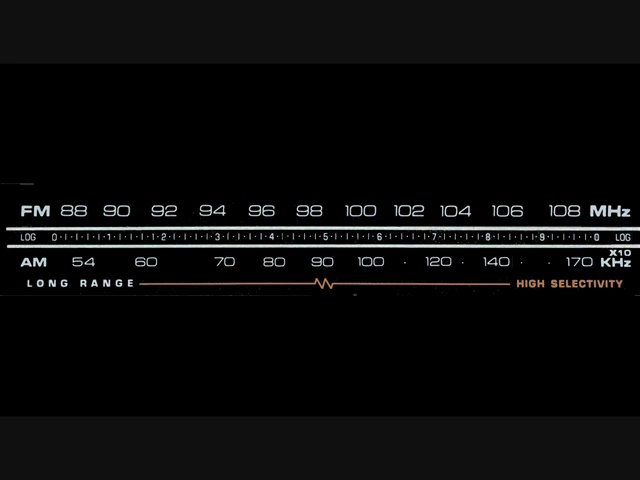 FM 88 90 92 94 96 98 100 102 104 106 108 MHz
LOG 0 1 2 3 4 5 6 7 8 9 0 LOG
AM 54 60 70 80 90 100 · 120 · 140 · · 170 X10 KHz
LONG RANGE HIGH SELECTIVITY